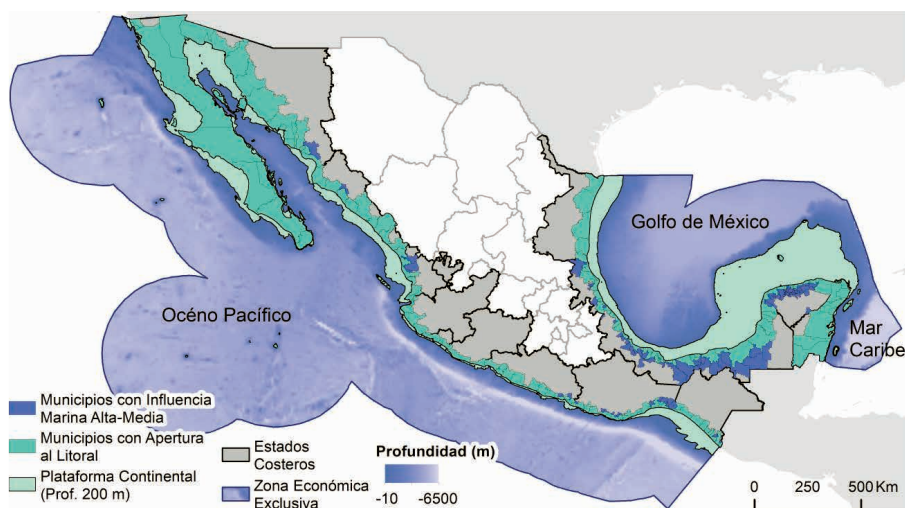 Golfo de México
Océno Pacífico
Mar
Caribe
Municipios con Influencia
Marina Alta-Media
Municipios con Apertura
al Litoral
Plataforma Continental
(Prof. 200 m)
Estados
Costeros
Zona Económica
Exclusiva
Profundidad (m)
-10 -6500
0 250 500 Km